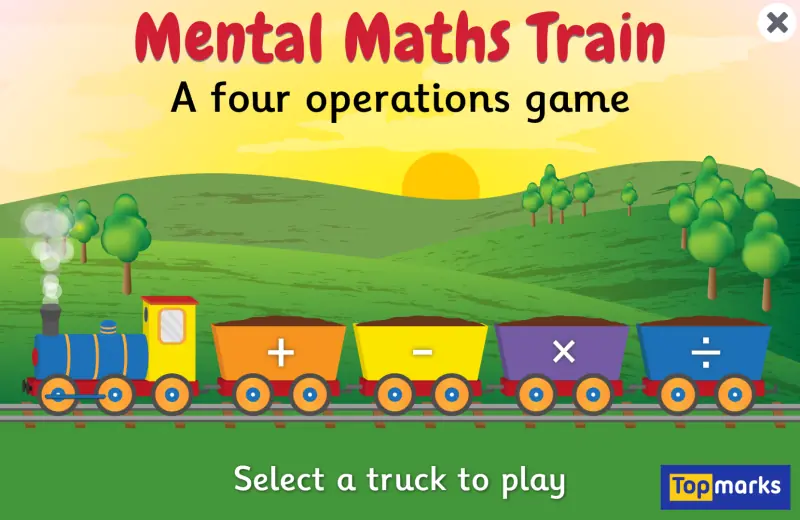 Mental Maths Train
A four operations game
+ - × ÷
Select a truck to play
Topmarks